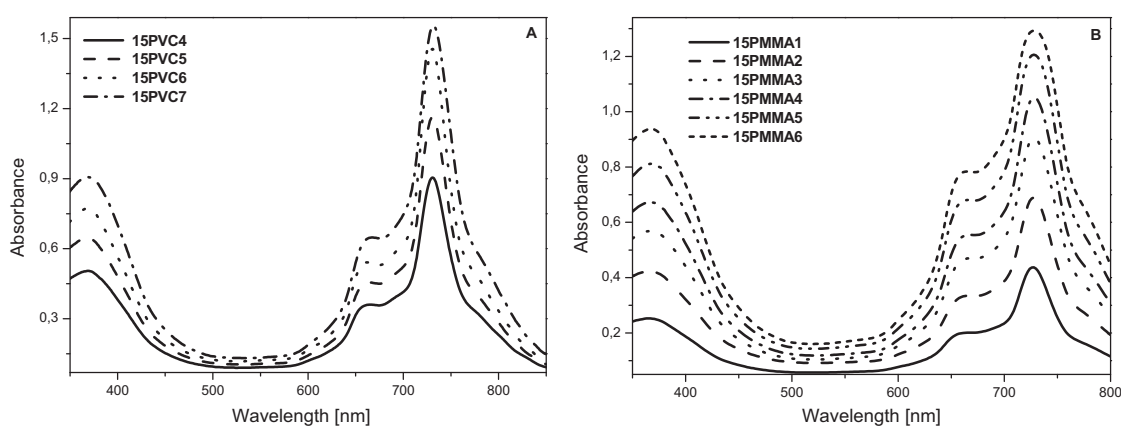 A
15PVC4
15PVC5
15PVC6
15PVC7
1,5
1,2
0,9
0,6
0,3
Absorbance
400 500 600 700 800
Wavelength [nm]
B
15PMMA1
15PMMA2
15PMMA3
15PMMA4
15PMMA5
15PMMA6
1,2
1,0
0,8
0,6
0,4
0,2
Absorbance
400 500 600 700 800
Wavelength [nm]